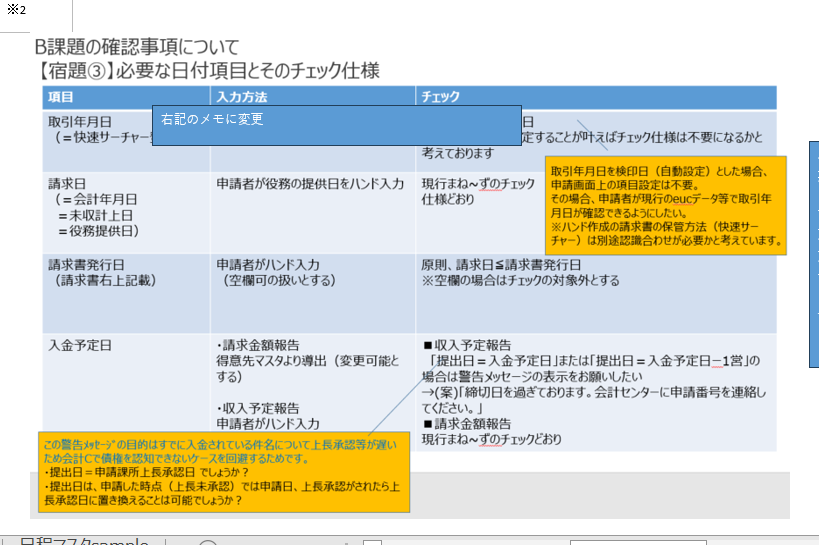 ※2
B課題の確認事項について
【宿題③】必要な日付項目とそのチェック仕様
項目 入力方法 チェック
取引年月日
（＝快速サーチャー
右記のメモに変更
日
定することが叶えばチェック仕様は不要になるかと
考えております
取引年月日を検印日（自動設定）とした場合、
申請画面上の項目設定は不要。
その場合、申請者が現行のeucデータ等で取引年
月日が確認できるようにしたい。
※ハンド作成の請求書の保管方法（快速サー
チャー）は別途認識合わせが必要かと考えています。
請求日
（＝会計年月日
＝未収計上日
＝役務提供日）
申請者が役務の提供日をハンド入力
現行まね~ずのチェック
仕様どおり
請求書発行日
（請求書右上記載）
申請者がハンド入力
（空欄可の扱いとする）
原則、請求日≦請求書発行日
※空欄の場合はチェックの対象外とする
入金予定日
・請求金額報告
得意先マスタより導出（変更可能と
する）
・収入予定報告
申請者がハンド入力
■収入予定報告
「提出日＝入金予定日」または「提出日＝入金予定日－1営」の
場合は警告メッセージの表示をお願いしたい
→(案)「締切日を過ぎております。会計センターに申請番号を連絡し
てください。」
■請求金額報告
現行まね~ずのチェックどおり
この警告ﾒｯｾｰｼﾞの目的はすでに入金されている件名について上長承認等が遅い
ため会計Cで債権を認知できないケースを回避するためです。
・提出日＝申請課所上長承認日 でしょうか？
・提出日は、申請した時点（上長未承認）では申請日、上長承認がされたら上
長承認日に置き換えることは可能でしょうか？
日程マスタsample